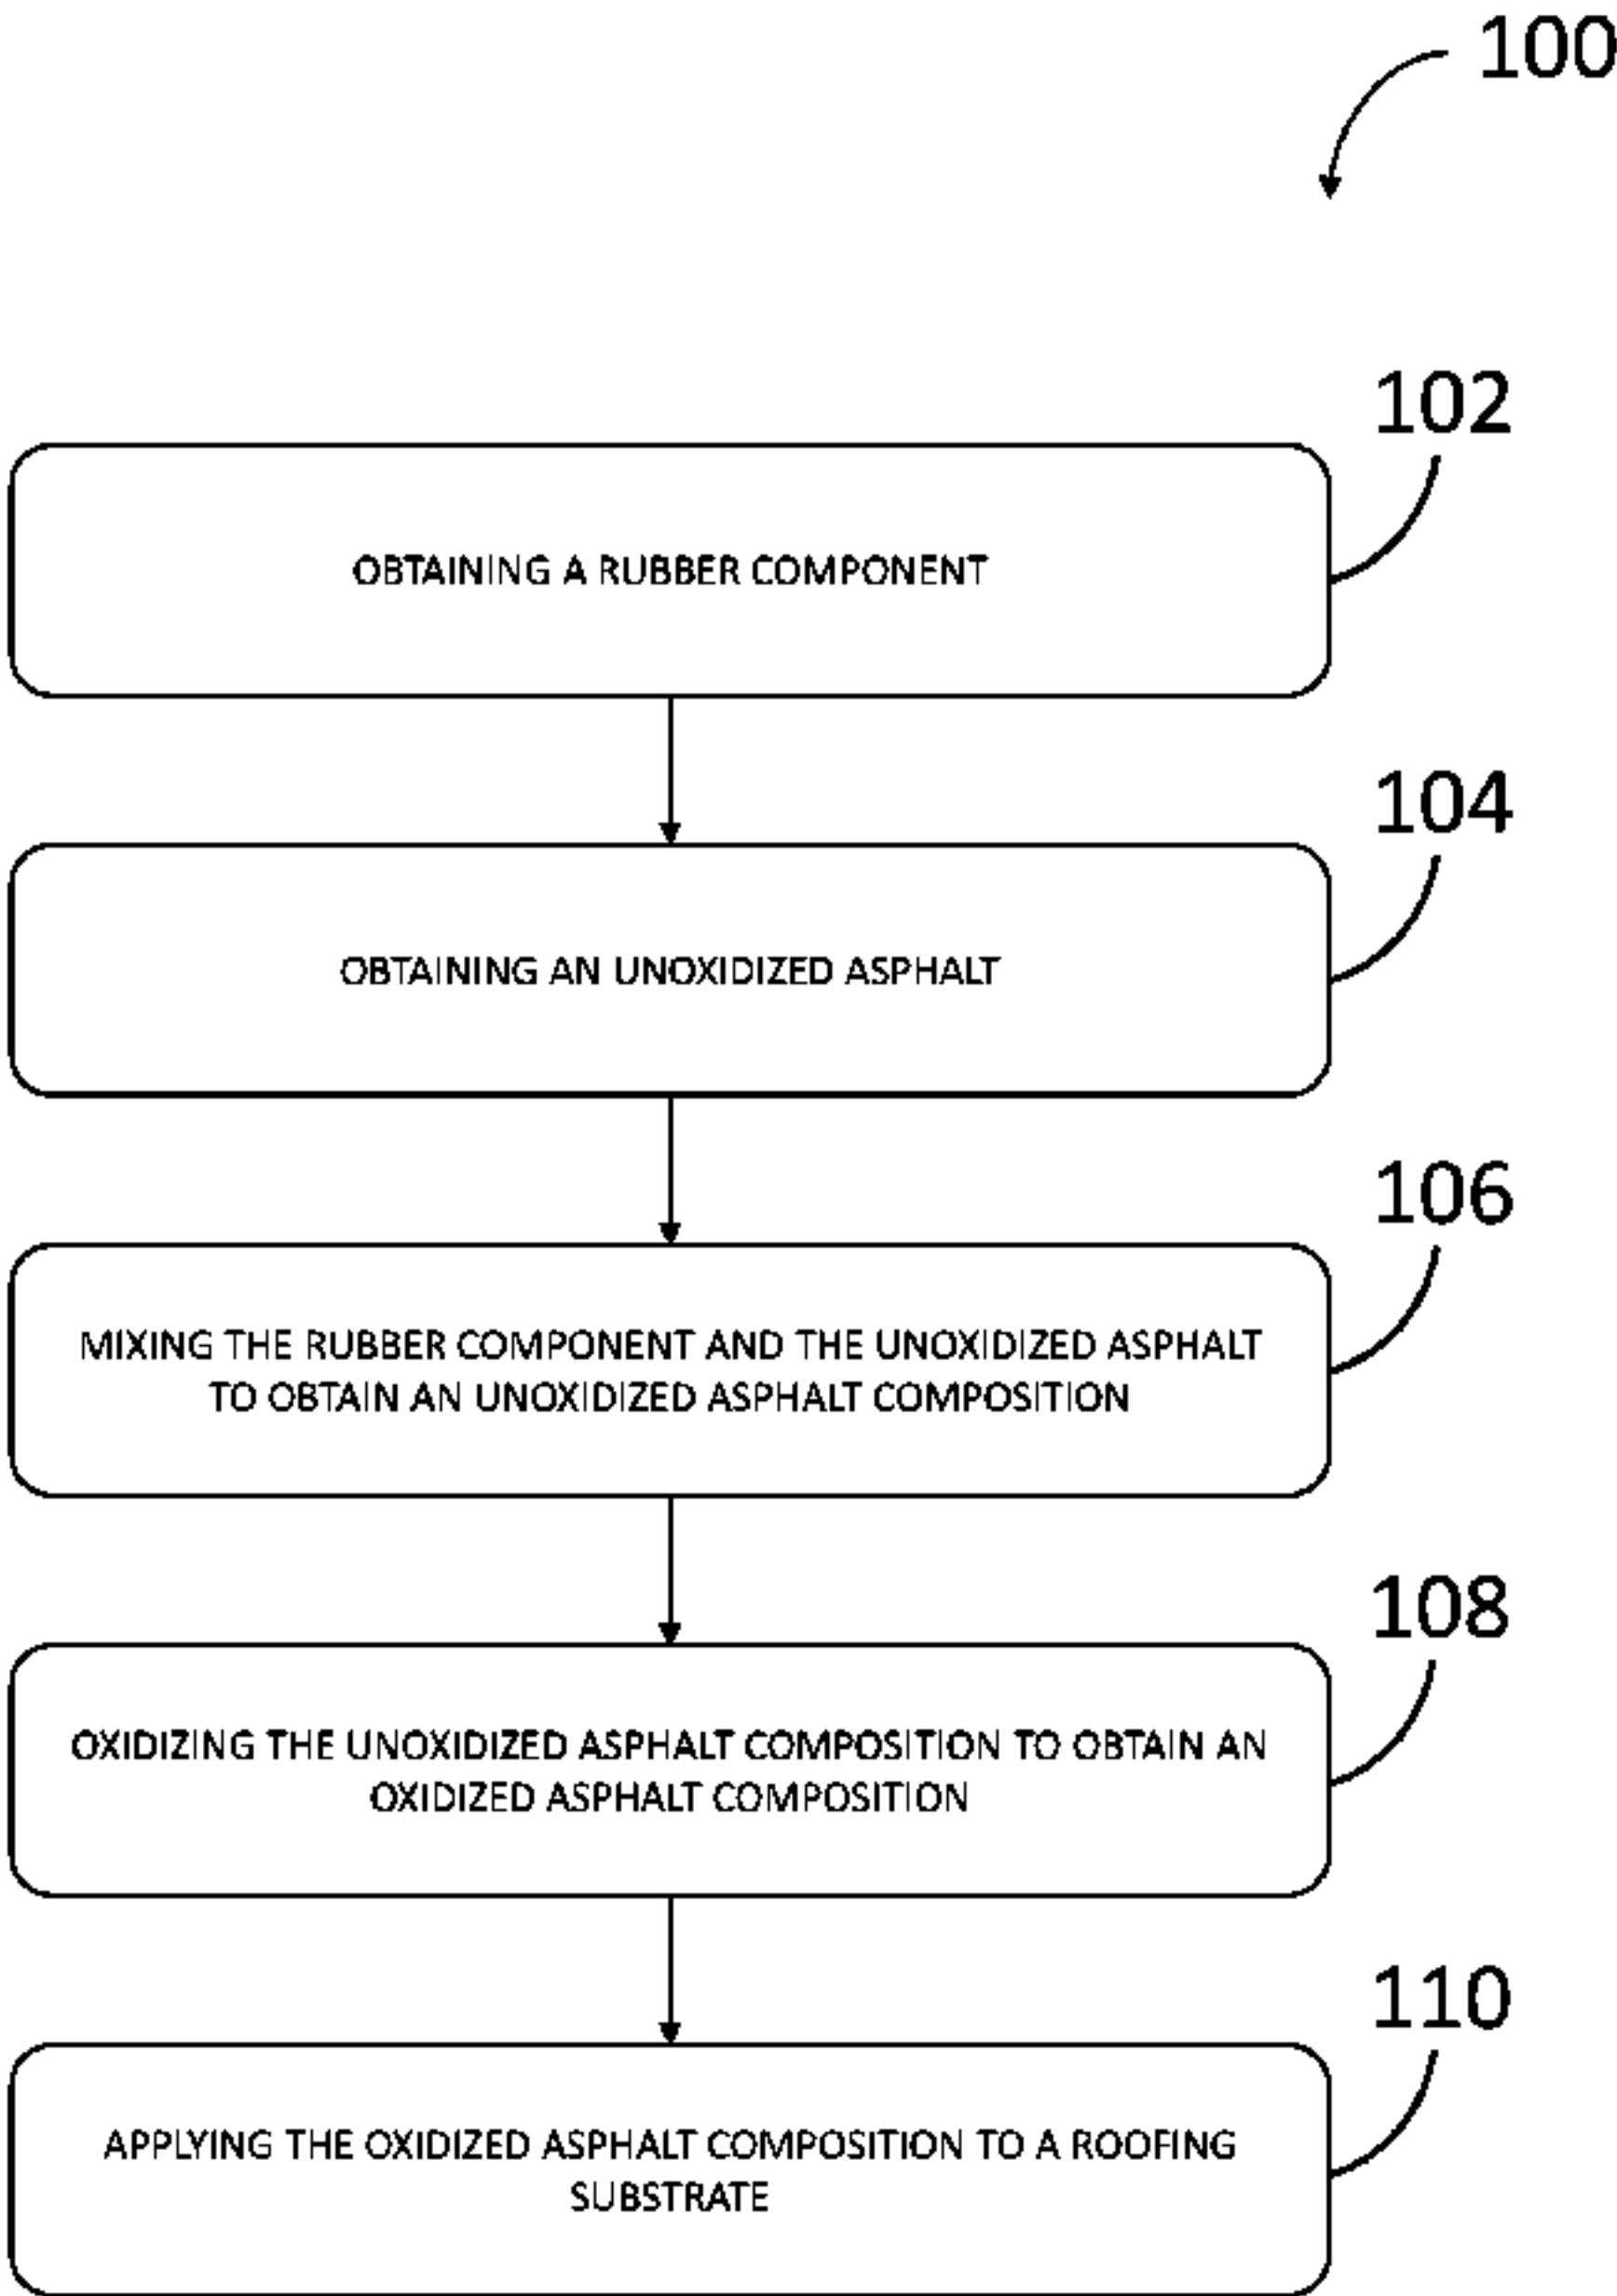 100
102
OBTAINING A RUBBER COMPONENT
104
OBTAINING AN UNOXIDIZED ASPHALT
106
MIXING THE RUBBER COMPONENT AND THE UNOXIDIZED ASPHALT
TO OBTAIN AN UNOXIDIZED ASPHALT COMPOSITION
108
OXIDIZING THE UNOXIDIZED ASPHALT COMPOSITION TO OBTAIN AN
OXIDIZED ASPHALT COMPOSITION
110
APPLYING THE OXIDIZED ASPHALT COMPOSITION TO A ROOFING
SUBSTRATE